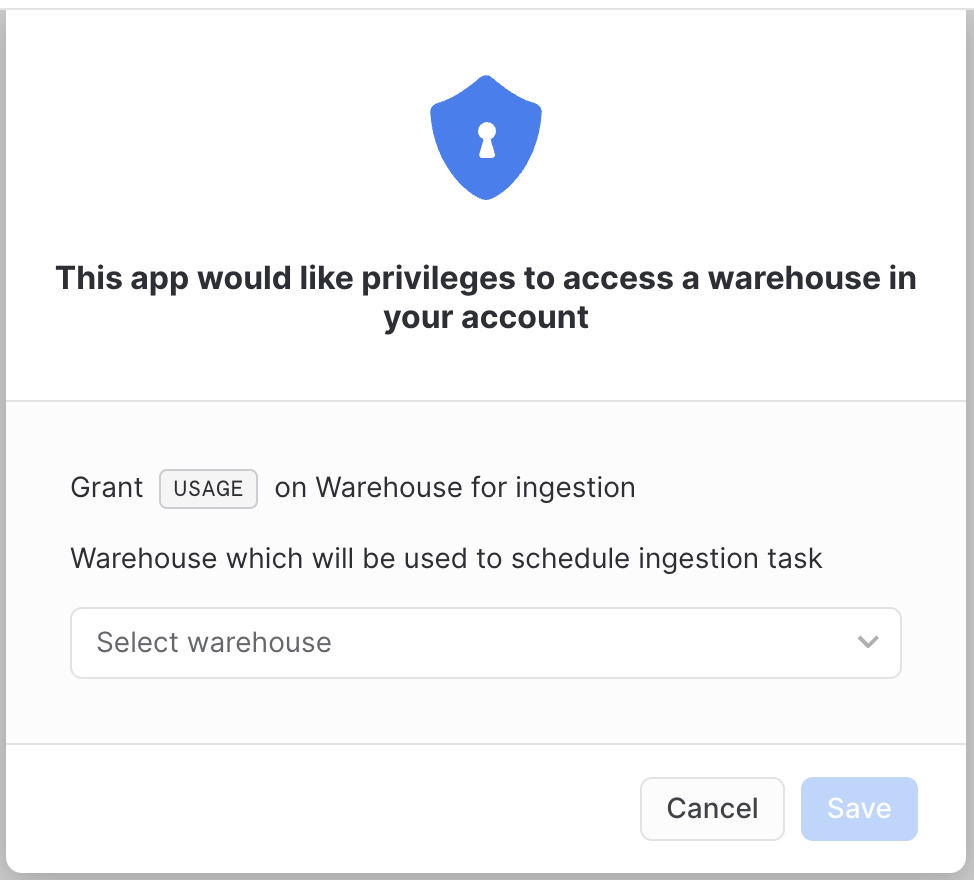 This app would like privileges to access a warehouse in
your account
Grant USAGE on Warehouse for ingestion
Warehouse which will be used to schedule ingestion task
Select warehouse
Cancel Save